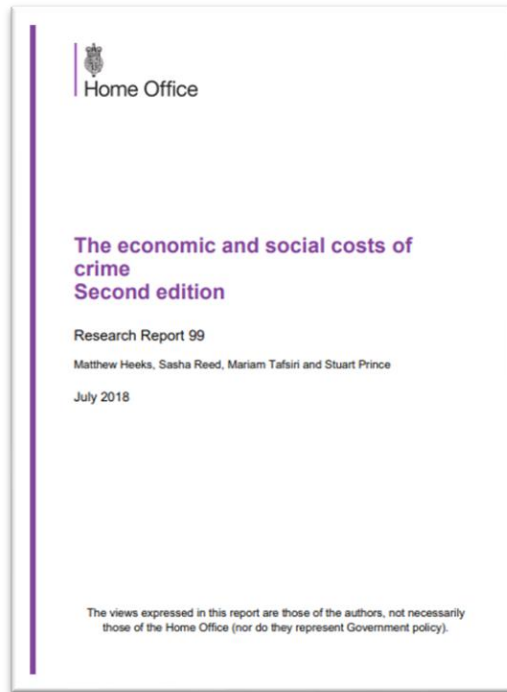 Home Office
The economic and social costs of
crime
Second edition
Research Report 99
Matthew Heeks, Sasha Reed, Mariam Tafsiri and Stuart Prince
July 2018
The views expressed in this report are those of the authors, not necessarily
those of the Home Office (nor do they represent Government policy).